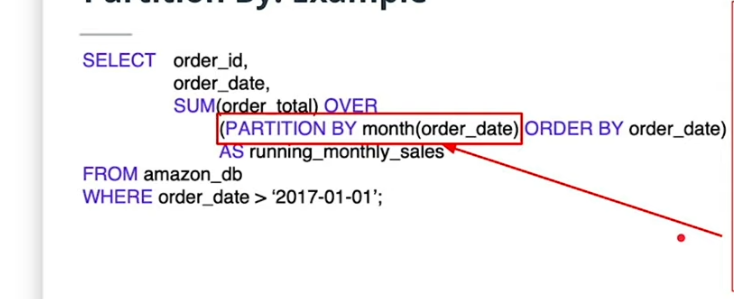 Partition By: Example
SELECT order_id,
order_date,
SUM(order_total) OVER
(PARTITION BY month(order_date) ORDER BY order_date)
AS running_monthly_sales
FROM amazon_db
WHERE order_date > ‘2017-01-01’;